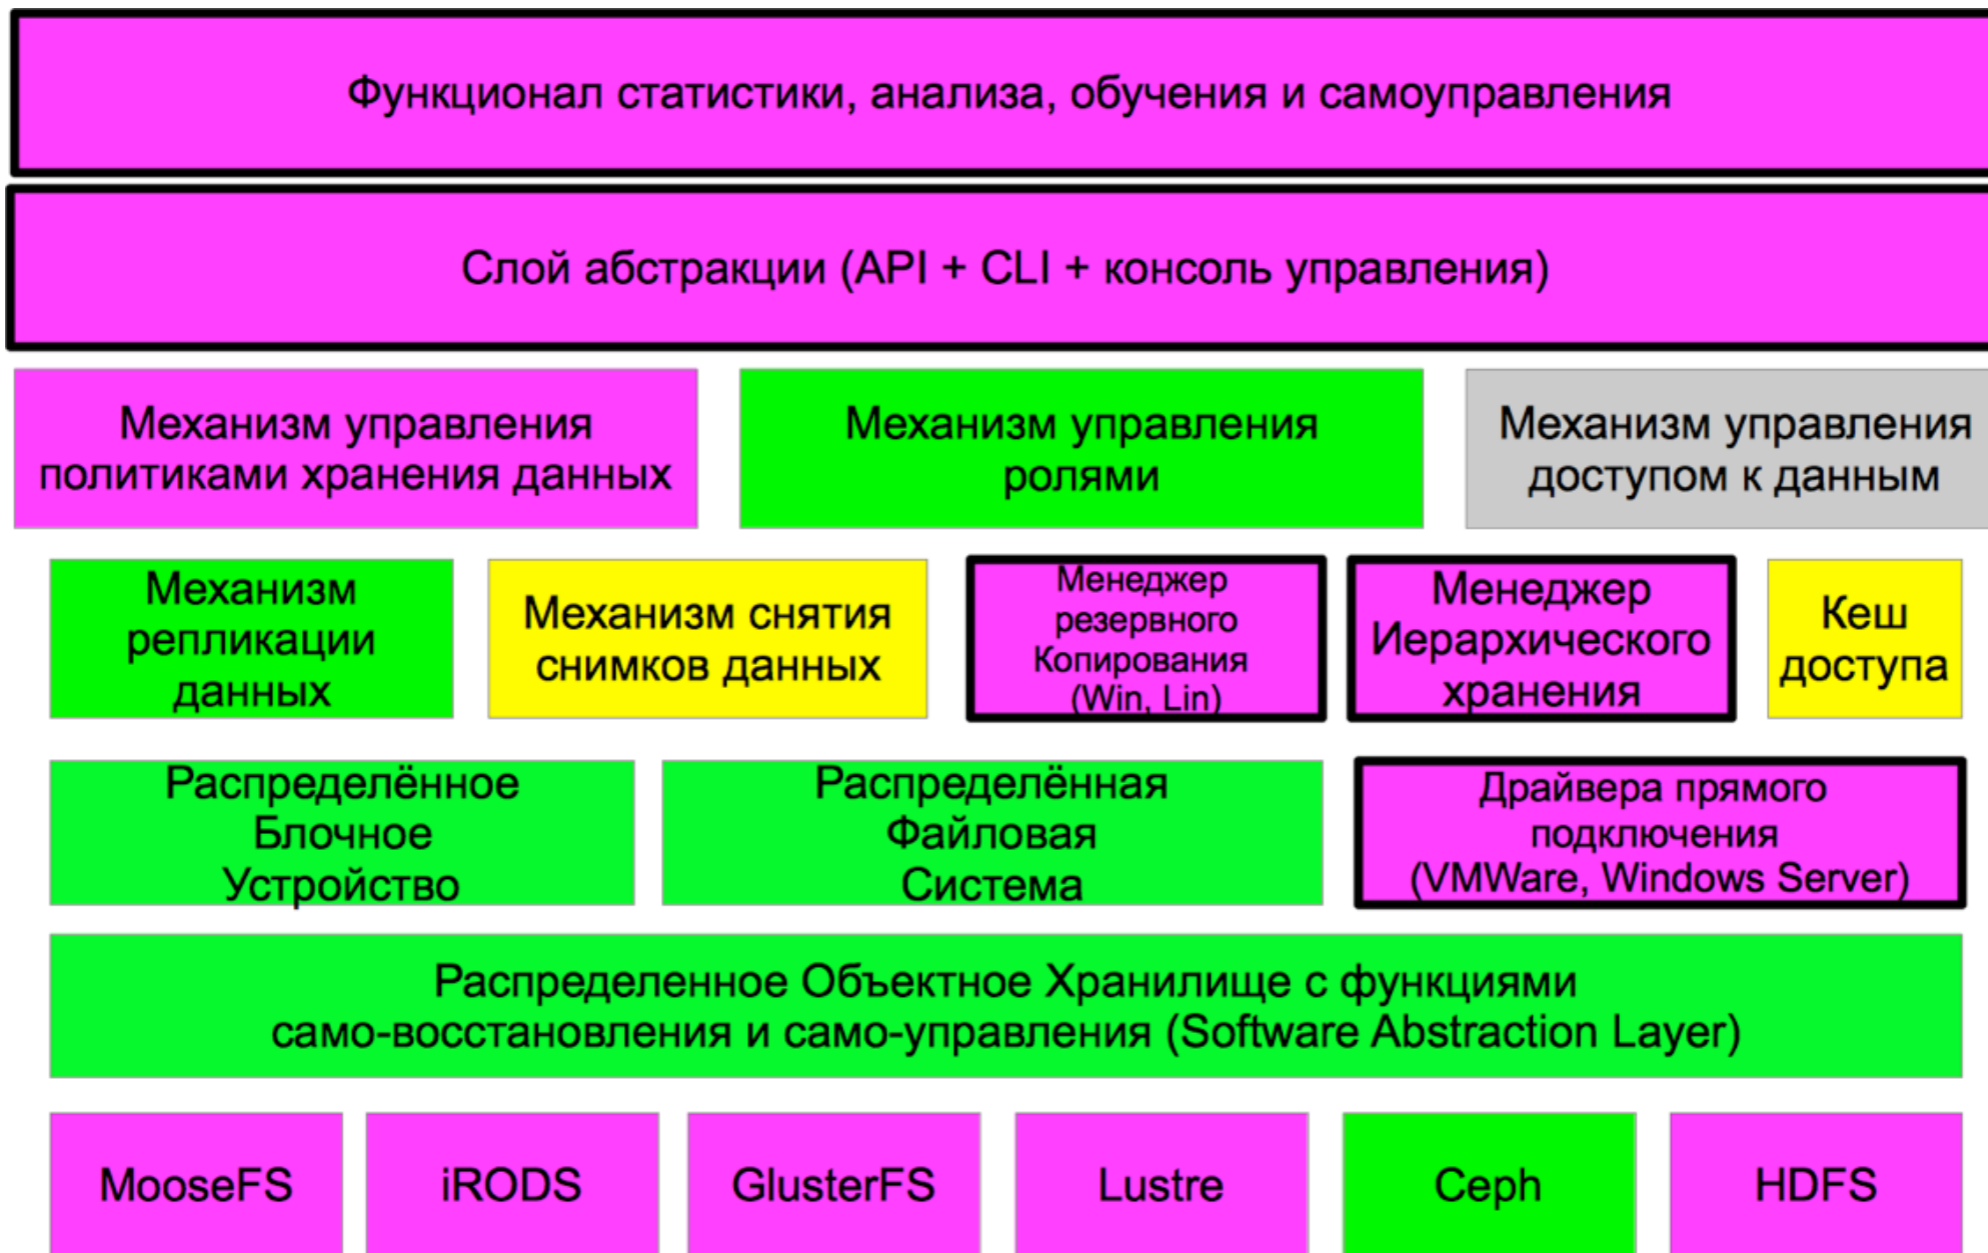 Функционал статистики, анализа, обучения и самоуправления
Слой абстракции (API + CLI + консоль управления)
Механизм управления
политиками хранения данных
Механизм управления
ролями
Механизм управления
доступом к данным
Механизм
репликации
данных
Механизм снятия
снимков данных
Менеджер
резервного
Копирования
(Win, Lin)
Менеджер
Иерархического
хранения
Кеш
доступа
Распределённое
Блочное
Устройство
Распределённая
Файловая
Система
Драйвера прямого
подключения
(VMWare, Windows Server)
Распределенное Объектное Хранилище с функциями
само-восстановления и само-управления (Software Abstraction Layer)
MooseFS
iRODS
GlusterFS
Lustre
Ceph
HDFS